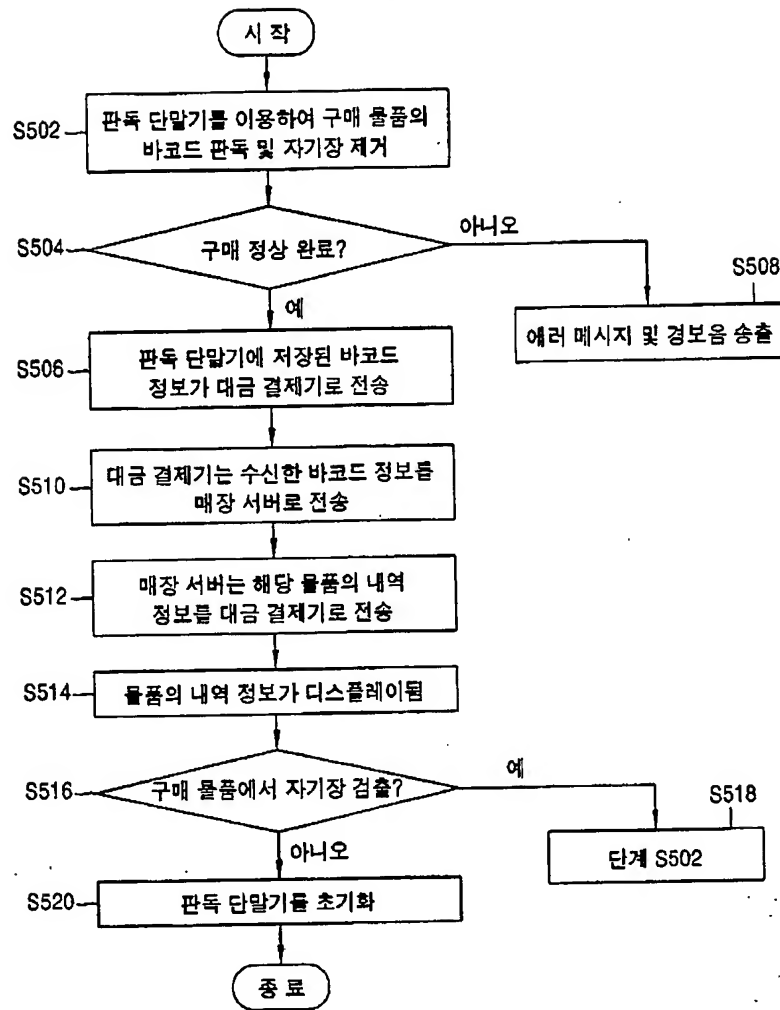 시 작
S502
판독 단말기를 이용하여 구매 물품의
바코드 판독 및 자기장 제거
S504
구매 정상 완료?
아니오
예
S508
에러 메시지 및 경보음 송출
S506
판독 단말기에 저장된 바코드
정보가 대금 결제기로 전송
S510
대금 결제기는 수신한 바코드 정보를
매장 서버로 전송
S512
매장 서버는 해당 물품의 내역
정보를 대금 결제기로 전송
S514
물품의 내역 정보가 디스플레이됨
S516
구매 물품에서 자기장 검출?
예
S518
단계 S502
아니오
S520
판독 단말기를 초기화
종 료